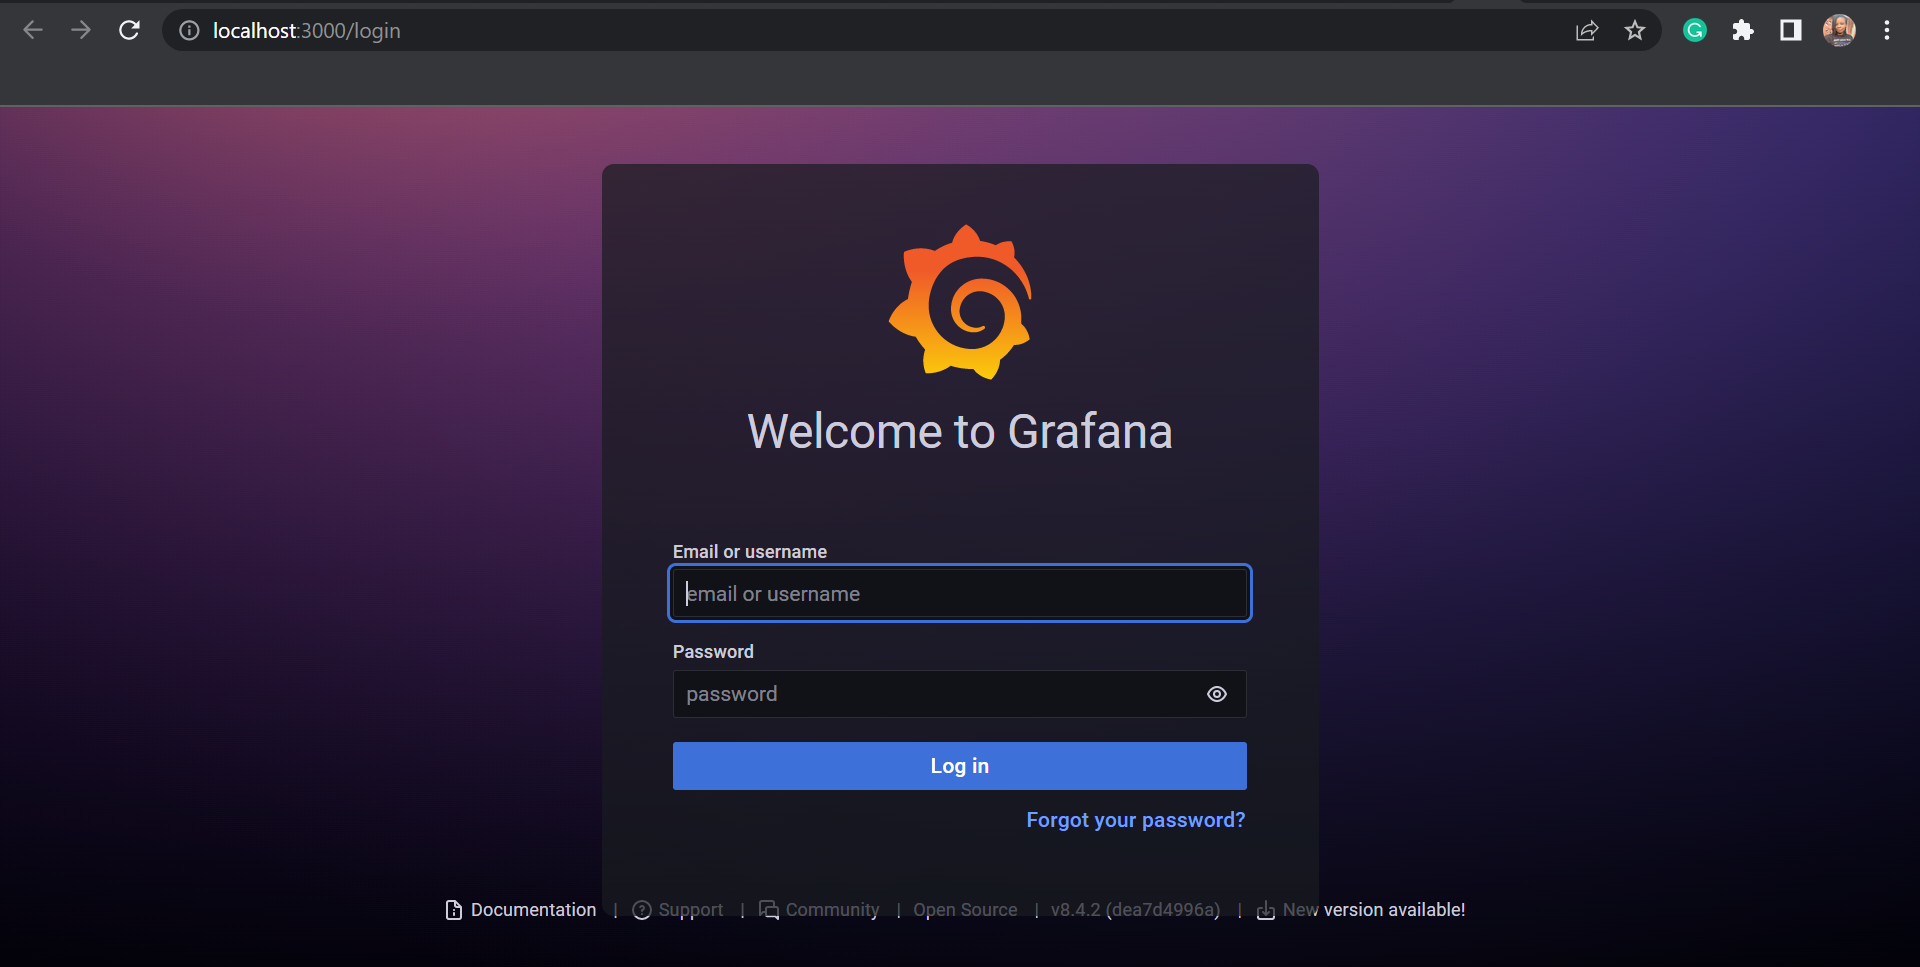 localhost:3000/login
Welcome to Grafana
Email or username
email or username
Password
password
Log in
Forgot your password?
Documentation | Support | Community | Open Source | v8.4.2 (dea7d4996a) | New version available!